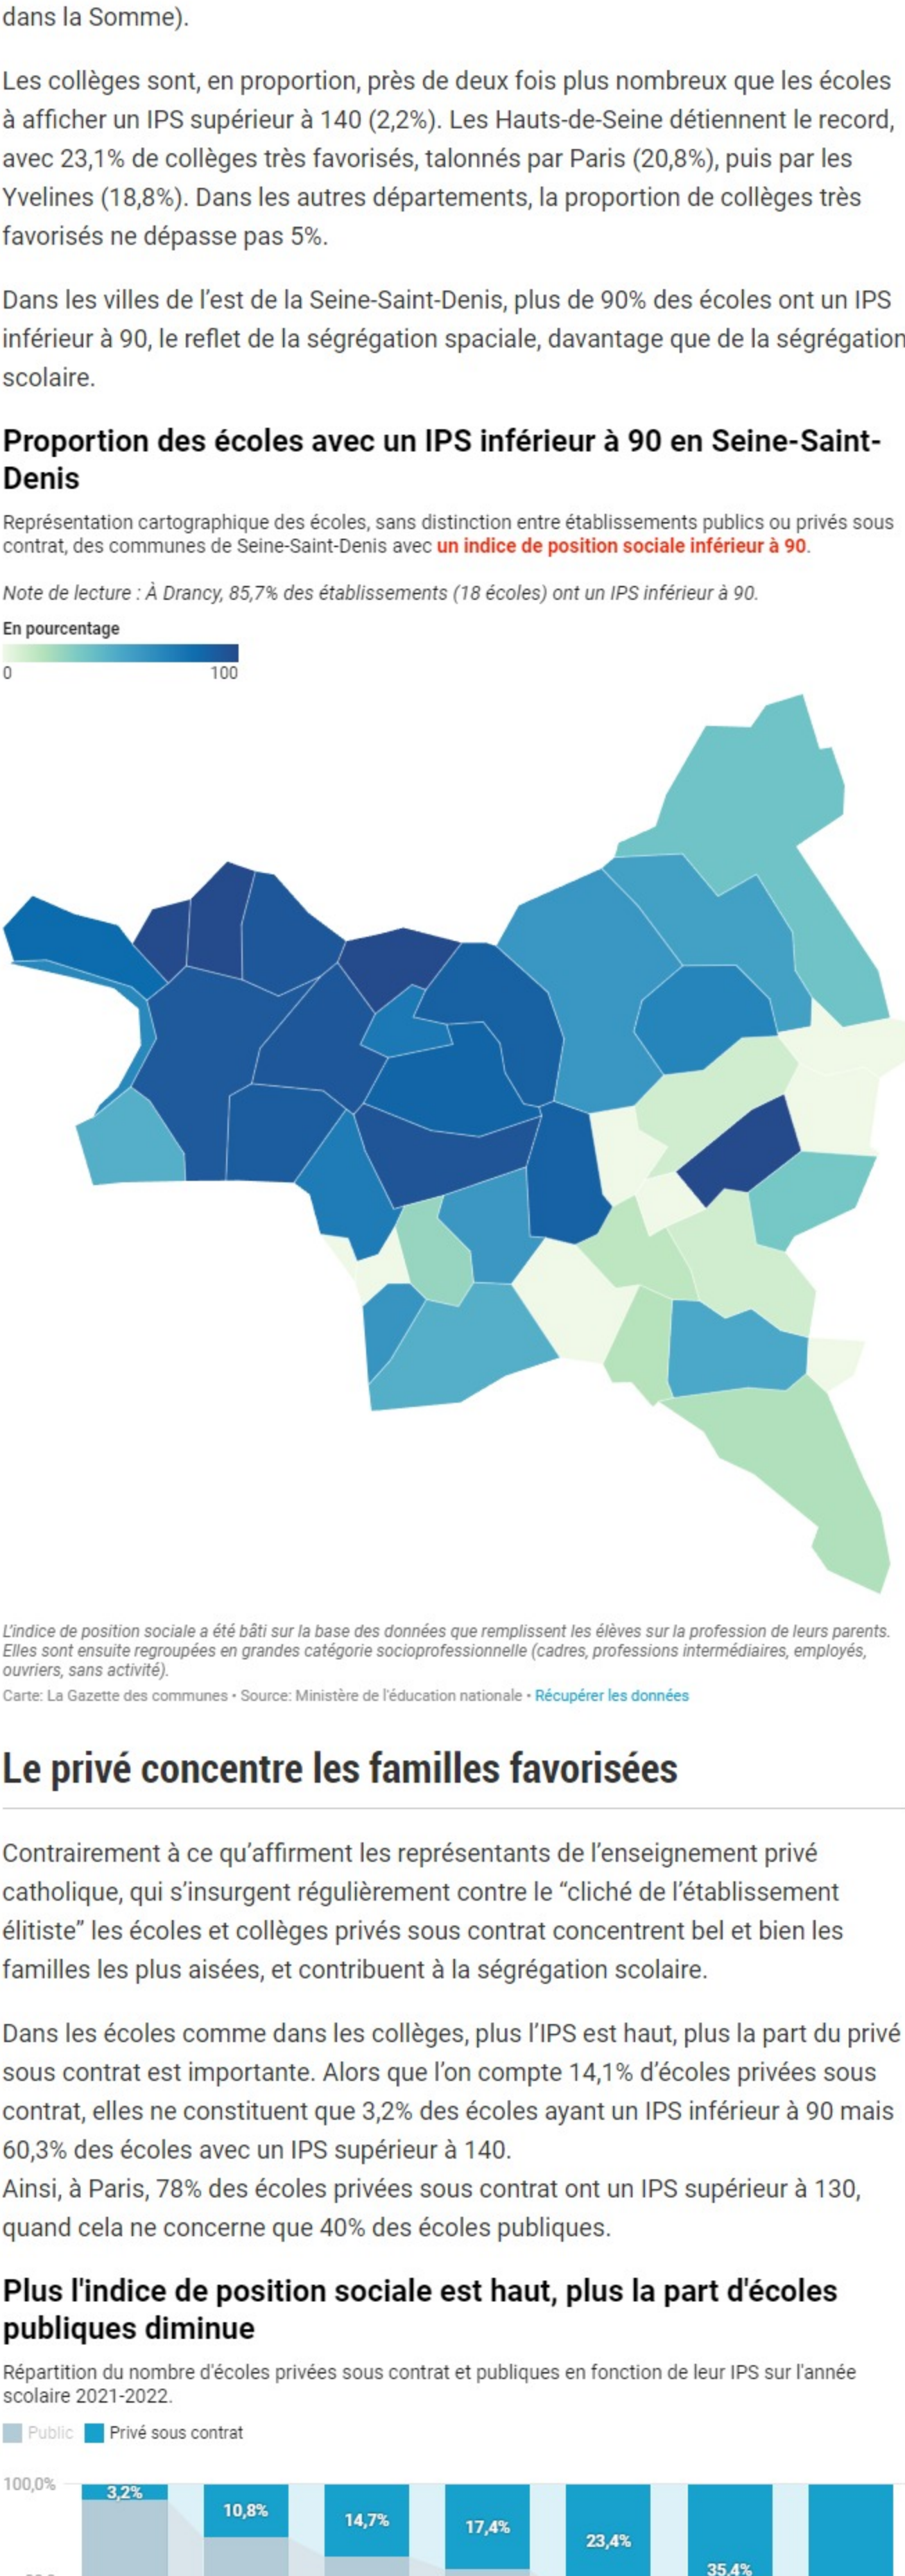 dans la Somme).
Les collèges sont, en proportion, près de deux fois plus nombreux que les écoles
à afficher un IPS supérieur à 140 (2,2%). Les Hauts-de-Seine détiennent le record,
avec 23,1% de collèges très favorisés, talonnés par Paris (20,8%), puis par les
Yvelines (18,8%). Dans les autres départements, la proportion de collèges très
favorisés ne dépasse pas 5%.
Dans les villes de l'est de la Seine-Saint-Denis, plus de 90% des écoles ont un IPS
inférieur à 90, le reflet de la ségrégation spaciale, davantage que de la ségrégation
scolaire.
Proportion des écoles avec un IPS inférieur à 90 en Seine-Saint-
Denis
Représentation cartographique des écoles, sans distinction entre établissements publics ou privés sous
contrat, des communes de Seine-Saint-Denis avec un indice de position sociale inférieur à 90.
Note de lecture : À Drancy, 85,7% des établissements (18 écoles) ont un IPS inférieur à 90.
En pourcentage
0 100
L'indice de position sociale a été bâti sur la base des données que remplissent les élèves sur la profession de leurs parents.
Elles sont ensuite regroupées en grandes catégorie socioprofessionnelle (cadres, professions intermédiaires, employés,
ouvriers, sans activité).
Carte: La Gazette des communes • Source: Ministère de l'éducation nationale • Récupérer les données
Le privé concentre les familles favorisées
Contrairement à ce qu'affirment les représentants de l'enseignement privé
catholique, qui s'insurgent régulièrement contre le “cliché de l'établissement
élitiste” les écoles et collèges privés sous contrat concentrent bel et bien les
familles les plus aisées, et contribuent à la ségrégation scolaire.
Dans les écoles comme dans les collèges, plus l'IPS est haut, plus la part du privé
sous contrat est importante. Alors que l'on compte 14,1% d'écoles privées sous
contrat, elles ne constituent que 3,2% des écoles ayant un IPS inférieur à 90 mais
60,3% des écoles avec un IPS supérieur à 140.
Ainsi, à Paris, 78% des écoles privées sous contrat ont un IPS supérieur à 130,
quand cela ne concerne que 40% des écoles publiques.
Plus l'indice de position sociale est haut, plus la part d'écoles
publiques diminue
Répartition du nombre d'écoles privées sous contrat et publiques en fonction de leur IPS sur l'année
scolaire 2021-2022.
Public Privé sous contrat
100,0%
3,2%
10,8%
14,7%
17,4%
23,4%
35,4%